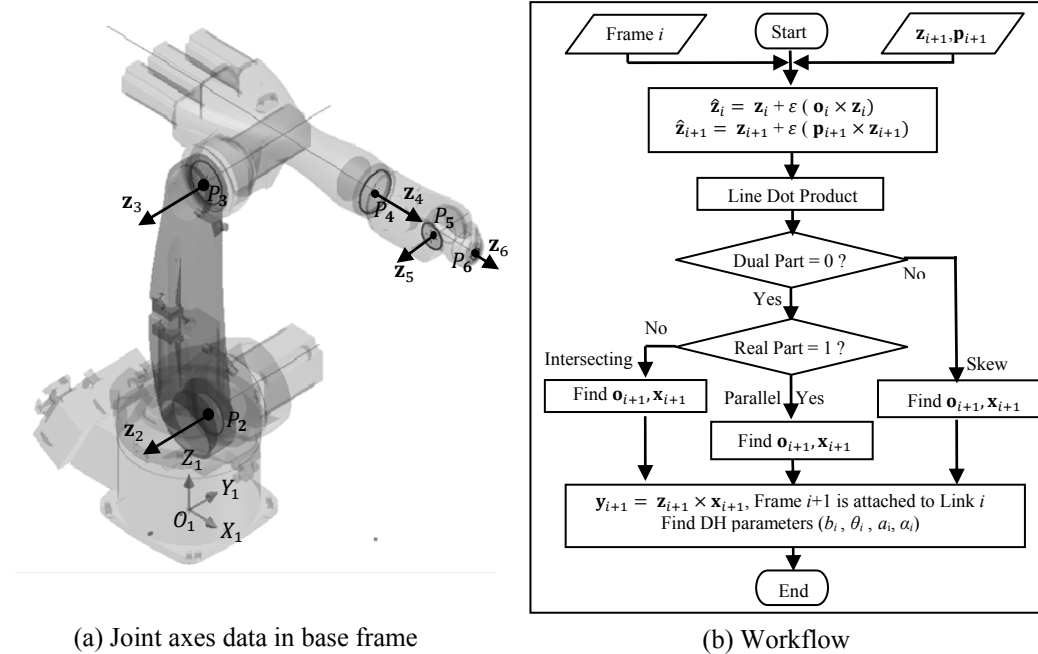 z₃
P₃
z₄
P₄
P₅
z₅
P₆
z₆
z₂
P₂
Z₁
Y₁
O₁
X₁
(a) Joint axes data in base frame
Frame i
Start
zᵢ₊₁,pᵢ₊₁
ẑᵢ = zᵢ + ε ( oᵢ × zᵢ)
ẑᵢ₊₁ = zᵢ₊₁ + ε ( pᵢ₊₁ × zᵢ₊₁)
Line Dot Product
Dual Part = 0 ?
No
Yes
Real Part = 1 ?
No
Intersecting
Find oᵢ₊₁,xᵢ₊₁
Parallel
Yes
Find oᵢ₊₁,xᵢ₊₁
Skew
Find oᵢ₊₁,xᵢ₊₁
yᵢ₊₁ = zᵢ₊₁ × xᵢ₊₁, Frame i+1 is attached to Link i
Find DH parameters (bᵢ , θᵢ , aᵢ, αᵢ)
End
(b) Workflow